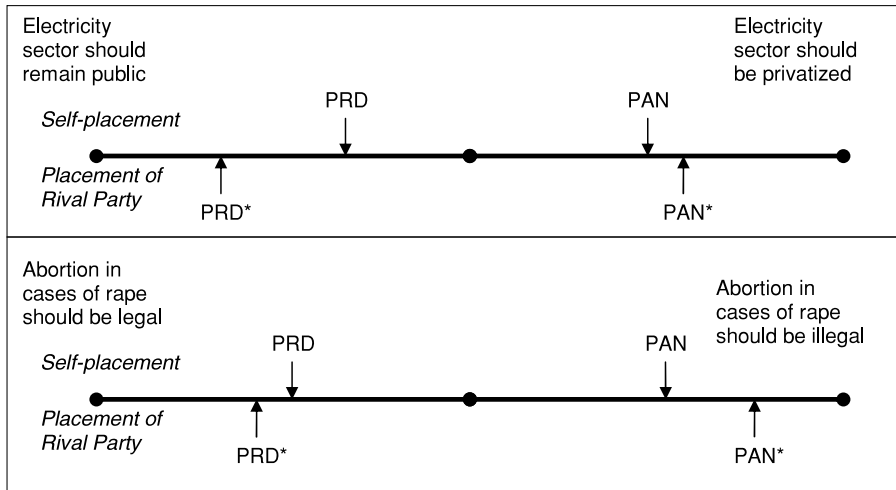 Electricity
sector should
remain public
Electricity
sector should
be privatized
PRD
PAN
Self-placement
Placement of
Rival Party
PRD*
PAN*
Abortion in
cases of rape
should be legal
Abortion in
cases of rape
should be illegal
PRD
PAN
Self-placement
Placement of
Rival Party
PRD*
PAN*